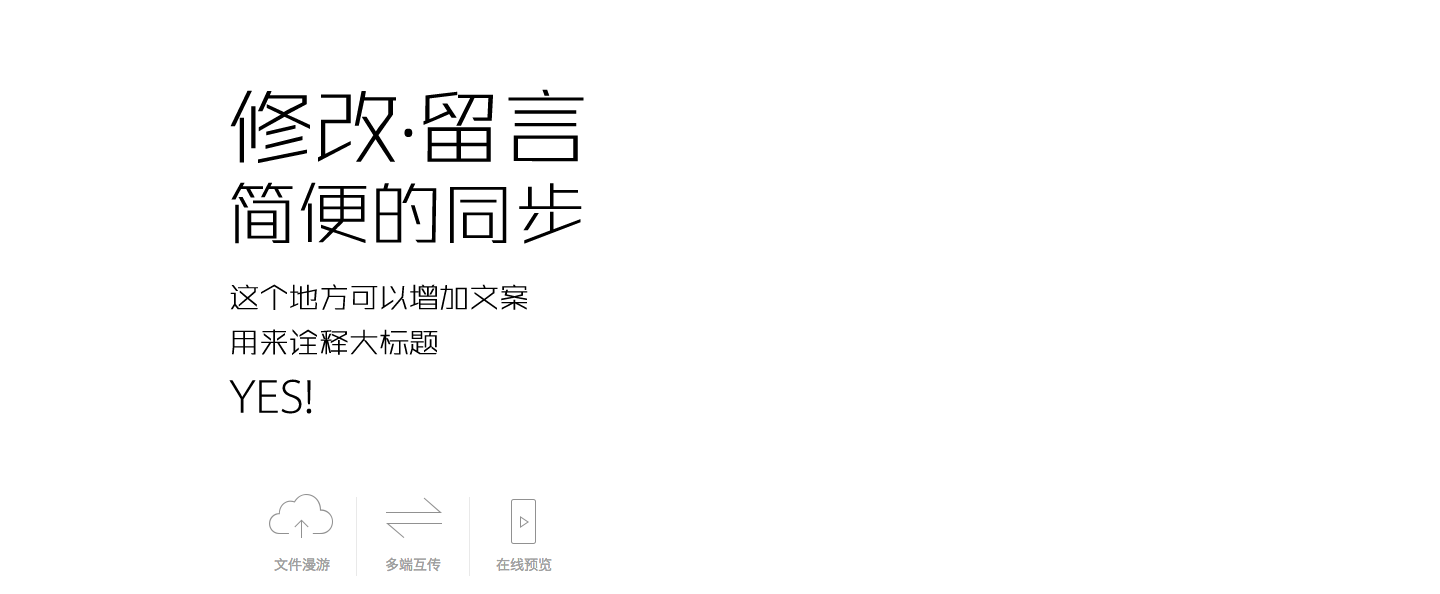 修改·留言
简便的同步
这个地方可以增加文案
用来诠释大标题
YES!
文件漫游 多端互传 在线预览